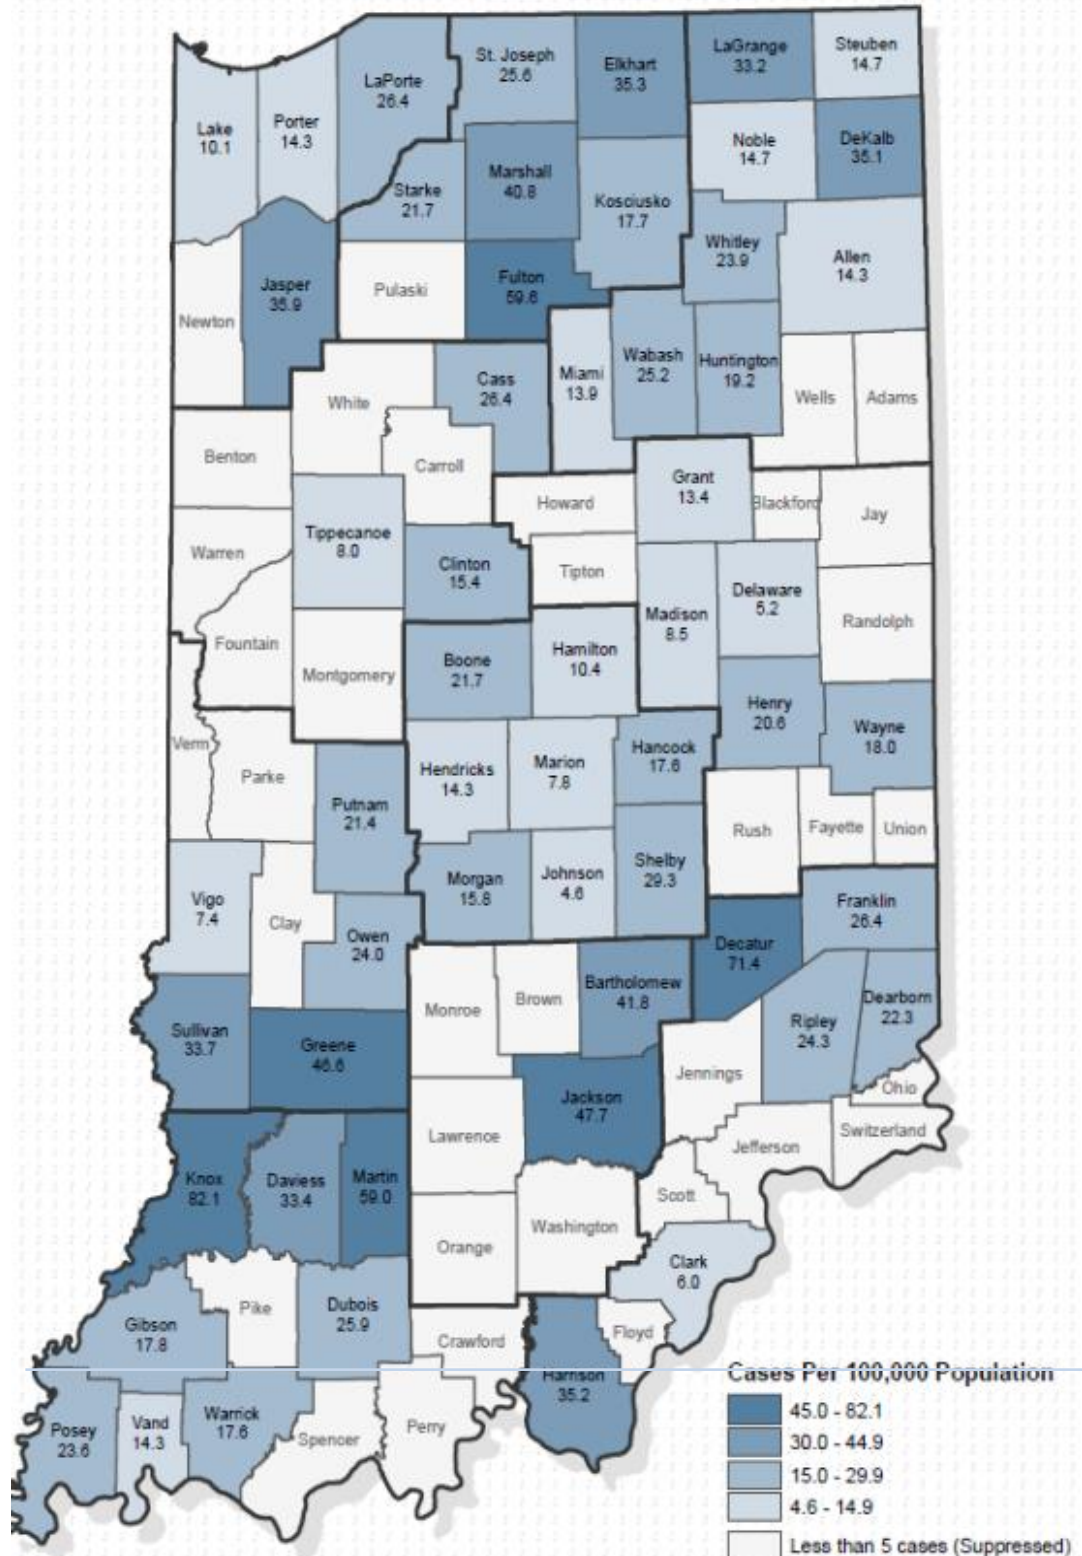 St. Joseph
25.6
Elkhart
35.3
LaGrange
33.2
Steuben
14.7
LaPorte
26.4
Lake
10.1
Porter
14.3
Noble
14.7
DeKalb
35.1
Marshall
40.8
Starke
21.7
Kosciusko
17.7
Whitley
23.9
Allen
14.3
Jasper
35.9
Pulaski
Fulton
59.6
Newton
Miami
13.9
Wabash
25.2
Huntington
19.2
Cass
26.4
White
Wells
Adams
Benton
Carroll
Grant
13.4
Howard
Blackford
Jay
Tippecanoe
8.0
Warren
Clinton
15.4
Tipton
Delaware
5.2
Madison
8.5
Randolph
Fountain
Boone
21.7
Hamilton
10.4
Montgomery
Henry
20.6
Wayne
18.0
Verm
Hendricks
14.3
Marion
7.8
Hancock
17.6
Parke
Putnam
21.4
Rush
Fayette
Union
Shelby
29.3
Vigo
7.4
Morgan
15.8
Johnson
4.6
Franklin
26.4
Clay
Owen
24.0
Decatur
71.4
Bartholomew
41.8
Brown
Monroe
Dearborn
22.3
Ripley
24.3
Sullivan
33.7
Greene
46.6
Jennings
Ohio
Jackson
47.7
Lawrence
Jefferson
Switzerland
Knox
82.1
Daviess
33.4
Martin
59.0
Scott
Washington
Orange
Clark
6.0
Pike
Dubois
25.9
Gibson
17.8
Floyd
Crawford
Harrison
35.2
Posey
23.6
Vand
14.3
Warrick
17.6
Spencer
Perry
Cases Per 100,000 Population
45.0 - 82.1
30.0 - 44.9
15.0 - 29.9
4.6 - 14.9
Less than 5 cases (Suppressed)